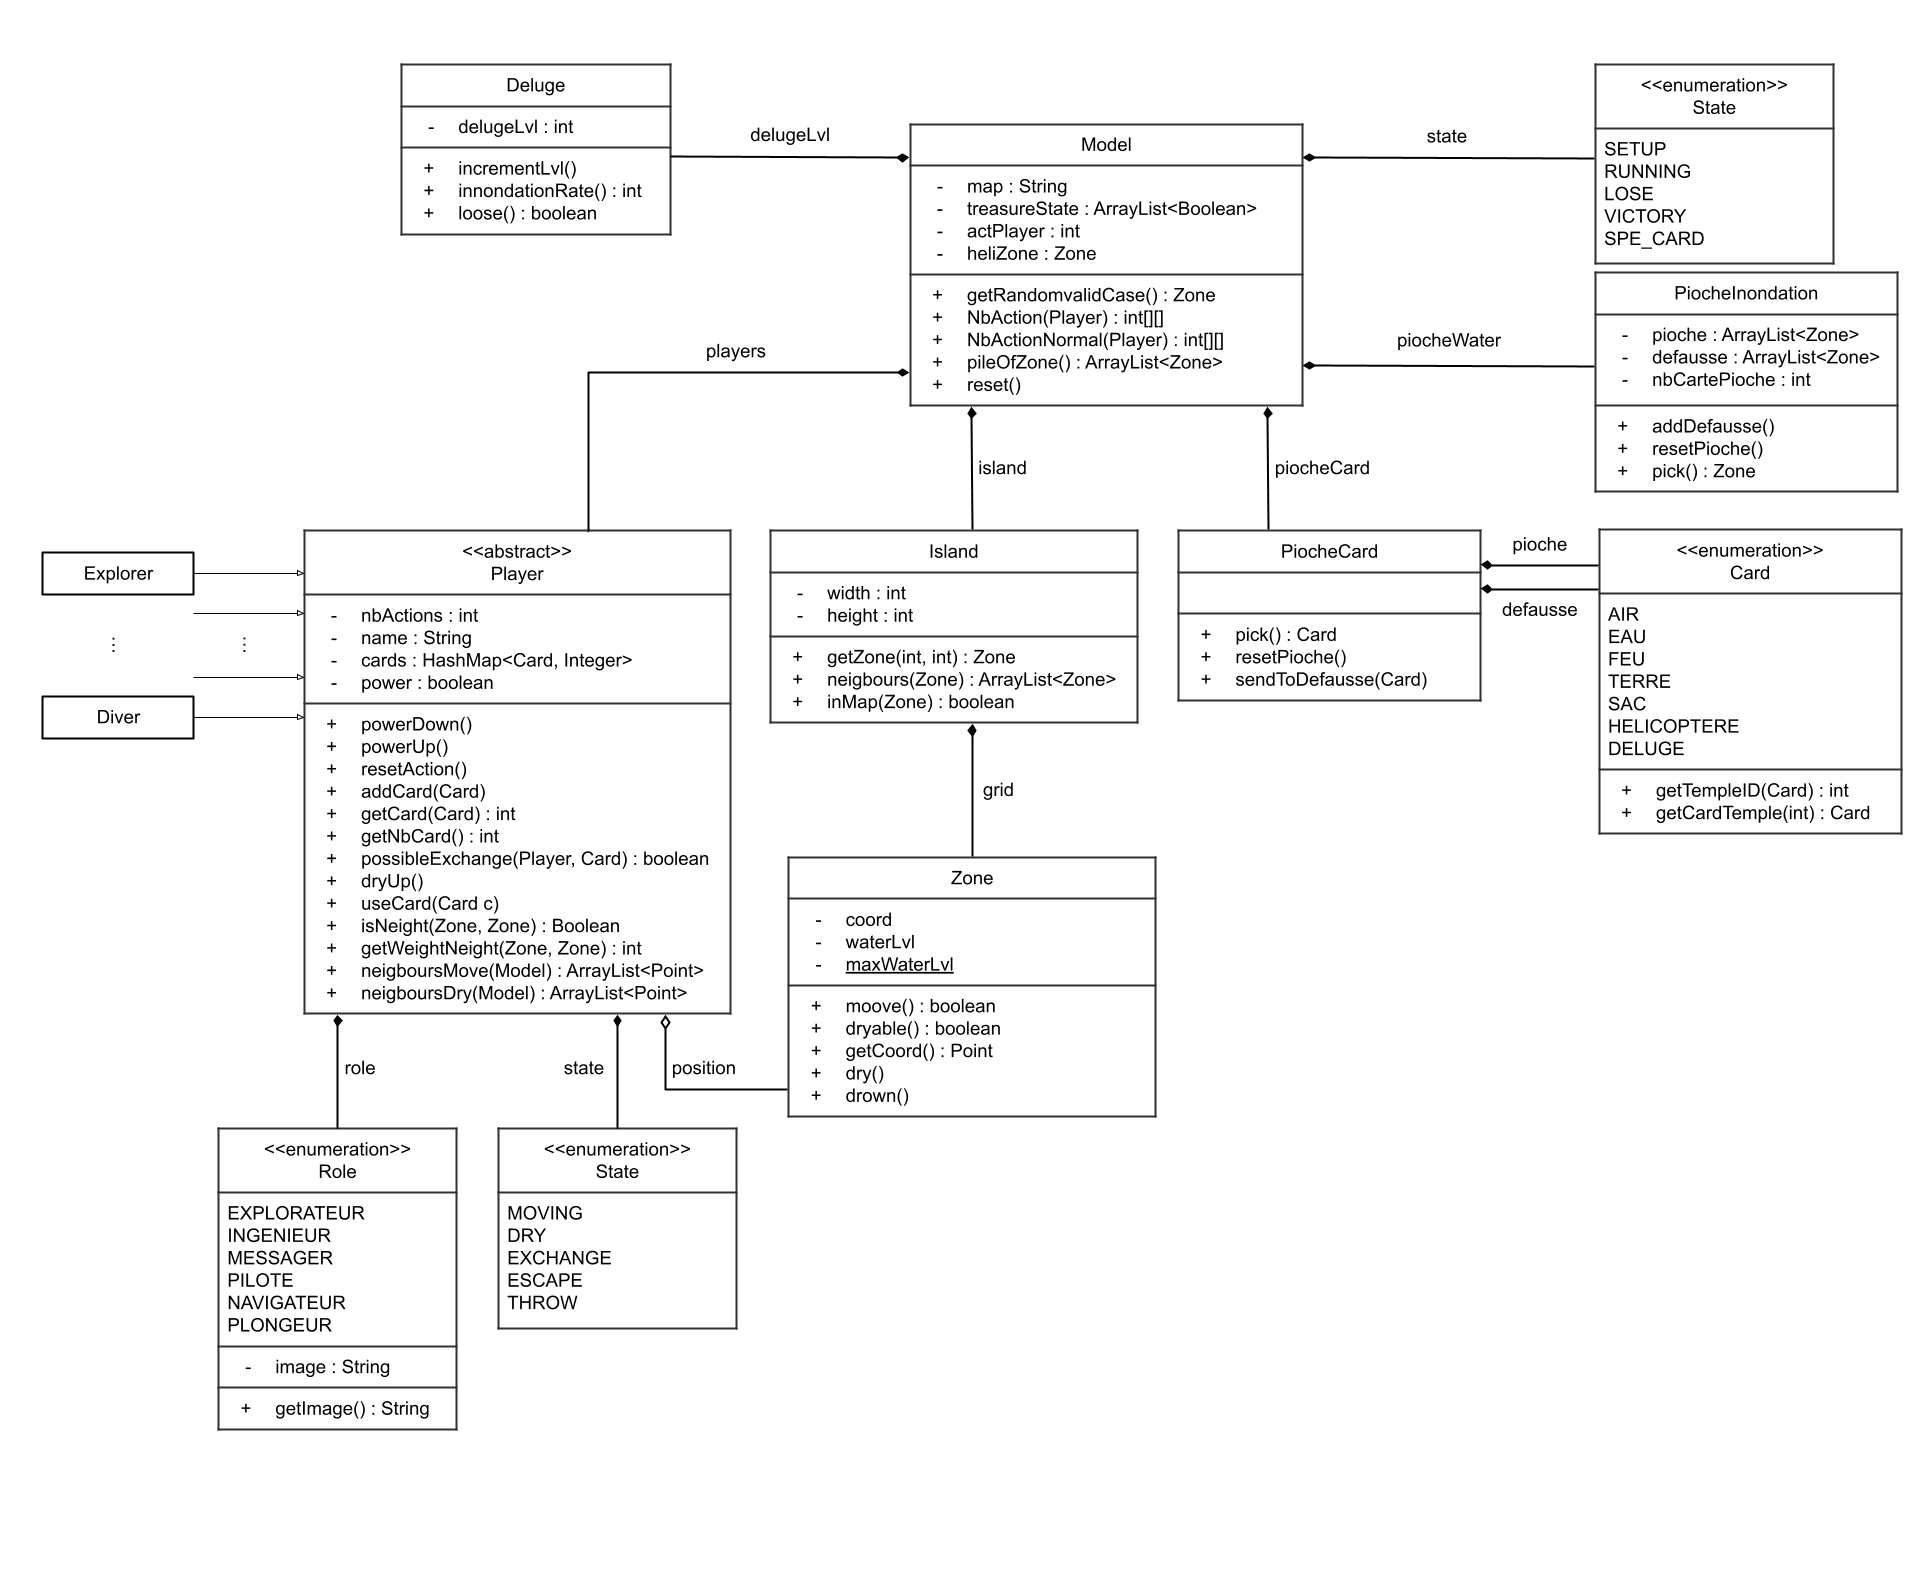 Deluge
- delugeLvl : int
+ incrementLvl()
+ innondationRate() : int
+ loose() : boolean
delugeLvl
Model
- map : String
- treasureState : ArrayList<Boolean>
- actPlayer : int
- heliZone : Zone
+ getRandomvalidCase() : Zone
+ NbAction(Player) : int[][]
+ NbActionNormal(Player) : int[][]
+ pileOfZone() : ArrayList<Zone>
+ reset()
state
<<enumeration>>
State
SETUP
RUNNING
LOSE
VICTORY
SPE_CARD
piocheWater
PiocheInondation
- pioche : ArrayList<Zone>
- defausse : ArrayList<Zone>
- nbCartePioche : int
+ addDefausse()
+ resetPioche()
+ pick() : Zone
players
island
piocheCard
Explorer
⋮
⋮
Diver
<<abstract>>
Player
- nbActions : int
- name : String
- cards : HashMap<Card, Integer>
- power : boolean
+ powerDown()
+ powerUp()
+ resetAction()
+ addCard(Card)
+ getCard(Card) : int
+ getNbCard() : int
+ possibleExchange(Player, Card) : boolean
+ dryUp()
+ useCard(Card c)
+ isNeight(Zone, Zone) : Boolean
+ getWeightNeight(Zone, Zone) : int
+ neigboursMove(Model) : ArrayList<Point>
+ neigboursDry(Model) : ArrayList<Point>
Island
- width : int
- height : int
+ getZone(int, int) : Zone
+ neigbours(Zone) : ArrayList<Zone>
+ inMap(Zone) : boolean
PiocheCard
+ pick() : Card
+ resetPioche()
+ sendToDefausse(Card)
pioche
defausse
<<enumeration>>
Card
AIR
EAU
FEU
TERRE
SAC
HELICOPTERE
DELUGE
+ getTempleID(Card) : int
+ getCardTemple(int) : Card
grid
Zone
- coord
- waterLvl
- maxWaterLvl
+ moove() : boolean
+ dryable() : boolean
+ getCoord() : Point
+ dry()
+ drown()
role
state
position
<<enumeration>>
Role
EXPLORATEUR
INGENIEUR
MESSAGER
PILOTE
NAVIGATEUR
PLONGEUR
- image : String
+ getImage() : String
<<enumeration>>
State
MOVING
DRY
EXCHANGE
ESCAPE
THROW